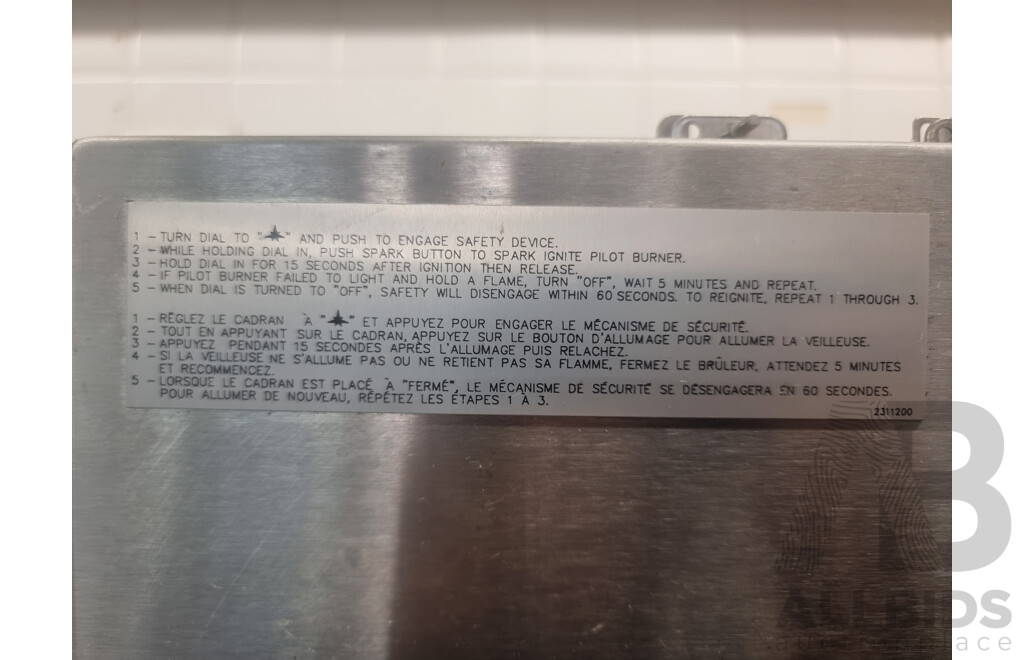 1 – TURN DIAL TO "" AND PUSH TO ENGAGE SAFETY DEVICE.
2 – WHILE HOLDING DIAL IN, PUSH SPARK BUTTON TO SPARK IGNITE PILOT BURNER.
3 – HOLD DIAL IN FOR 15 SECONDS AFTER IGNITION THEN RELEASE.
4 – IF PILOT BURNER FAILED TO LIGHT AND HOLD A FLAME, TURN "OFF", WAIT 5 MINUTES AND REPEAT.
5 – WHEN DIAL IS TURNED TO "OFF", SAFETY WILL DISENGAGE WITHIN 60 SECONDS. TO REIGNITE, REPEAT 1 THROUGH 3.
1 – RÉGLEZ LE CADRAN À "" ET APPUYEZ POUR ENGAGER LE MÉCANISME DE SÉCURITÉ.
2 – TOUT EN APPUYANT SUR LE CADRAN, APPUYEZ SUR LE BOUTON D'ALLUMAGE POUR ALLUMER LA VEILLEUSE.
3 – APPUYEZ PENDANT 15 SECONDES APRÈS L'ALLUMAGE PUIS RELACHEZ.
4 – SI LA VEILLEUSE NE S'ALLUME PAS OU NE RETIENT PAS SA FLAMME, FERMEZ LE BRÛLEUR, ATTENDEZ 5 MINUTES
ET RECOMMENCEZ.
5 – LORSQUE LE CADRAN EST PLACÉ À "FERMÉ", LE MÉCANISME DE SÉCURITÉ SE DÉSENGAGERA EN 60 SECONDES.
POUR ALLUMER DE NOUVEAU, RÉPÉTEZ LES ÉTAPES 1 À 3.
2311200
AB
ALLBIDS